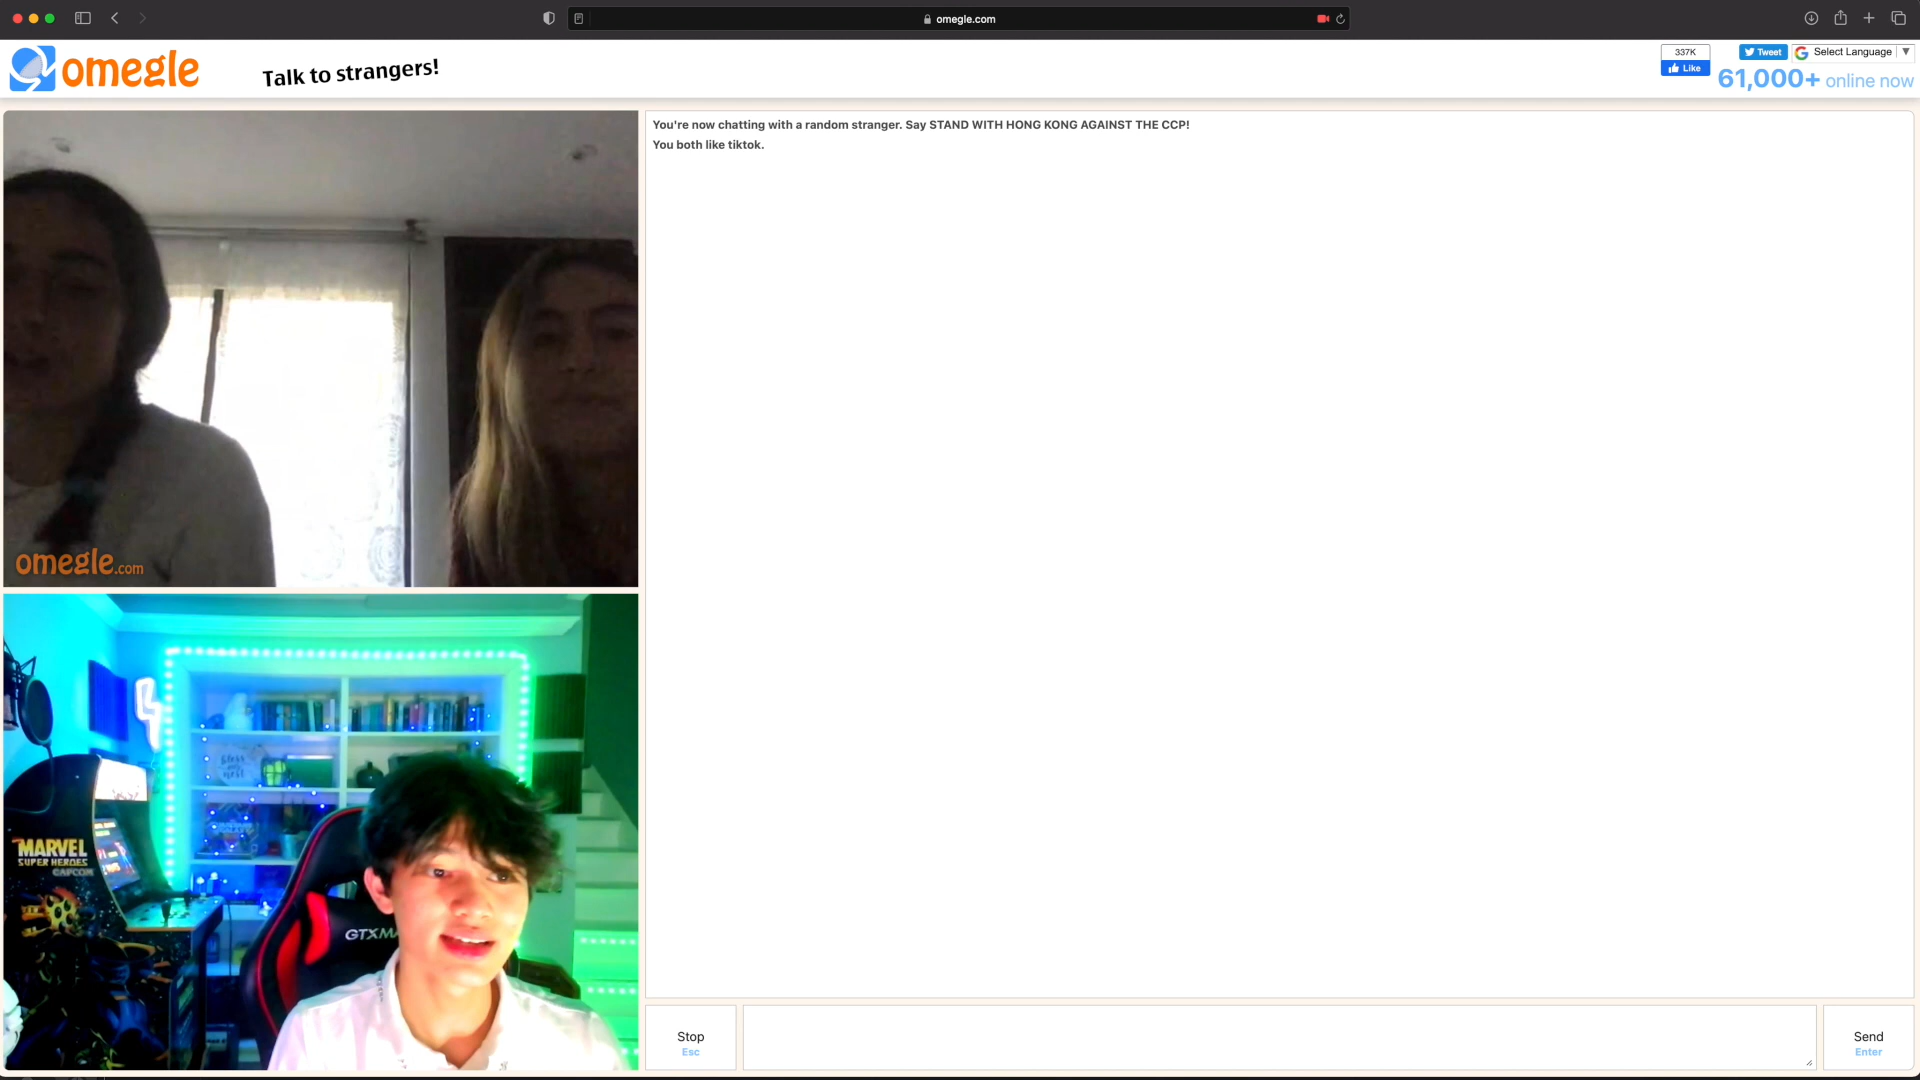 omegle.com
omegle
Talk to strangers!
337K
Like
Tweet
Select Language
61,000+ online now
You're now chatting with a random stranger. Say STAND WITH HONG KONG AGAINST THE CCP!
You both like tiktok.
omegle.com
bless
nest
MARVEL
SUPER HEROES
CAPCOM
Stop
Esc
Send
Enter